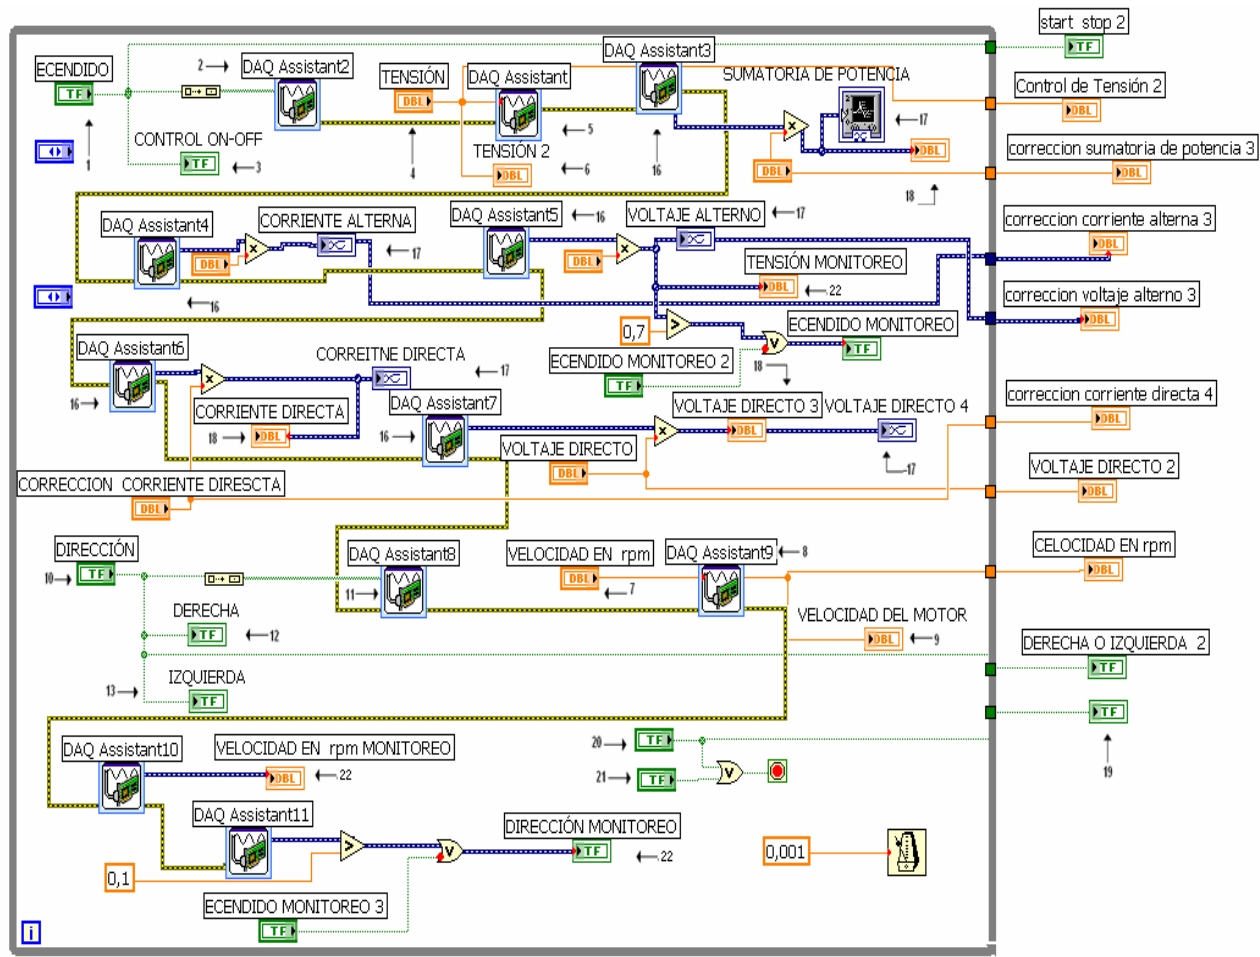 start stop 2
DAQ Assistant3
ECENDIDO
2
DAQ Assistant2
TENSIÓN
DAQ Assistant
SUMATORIA DE POTENCIA
Control de Tensión 2
TF
TF
DBL
DBL
17
CONTROL ON-OFF
5
DBL
correccion sumatoria de potencia 3
1
TF
3
4
TENSIÓN 2
DBL
6
16
DBL
18
DBL
DAQ Assistant4
CORRIENTE ALTERNA
DAQ Assistant5
16
VOLTAJE ALTERNO
17
correccion corriente alterna 3
DBL
DBL
17
DBL
TENSIÓN MONITOREO
DBL
22
16
correccion voltaje alterno 3
DBL
0,7
ECENDIDO MONITOREO
TF
DAQ Assistant6
CORREITNE DIRECTA
17
ECENDIDO MONITOREO 2
TF
18
16
DAQ Assistant7
CORRIENTE DIRECTA
18
DBL
16
VOLTAJE DIRECTO 3
VOLTAJE DIRECTO 4
DBL
correccion corriente directa 4
DBL
VOLTAJE DIRECTO
DBL
17
VOLTAJE DIRECTO 2
DBL
CORRECCION CORRIENTE DIRESCTA
DBL
DIRECCIÓN
10
TF
DAQ Assistant8
11
VELOCIDAD EN rpm
DBL
7
DAQ Assistant9
8
CELOCIDAD EN rpm
DBL
DERECHA
TF
12
VELOCIDAD DEL MOTOR
DBL
9
DERECHA O IZQUIERDA 2
TF
IZQUIERDA
13
TF
TF
19
DAQ Assistant10
VELOCIDAD EN rpm MONITOREO
DBL
22
20
TF
21
TF
DAQ Assistant11
DIRECCIÓN MONITOREO
TF
22
0,1
0,001
ECENDIDO MONITOREO 3
TF
i